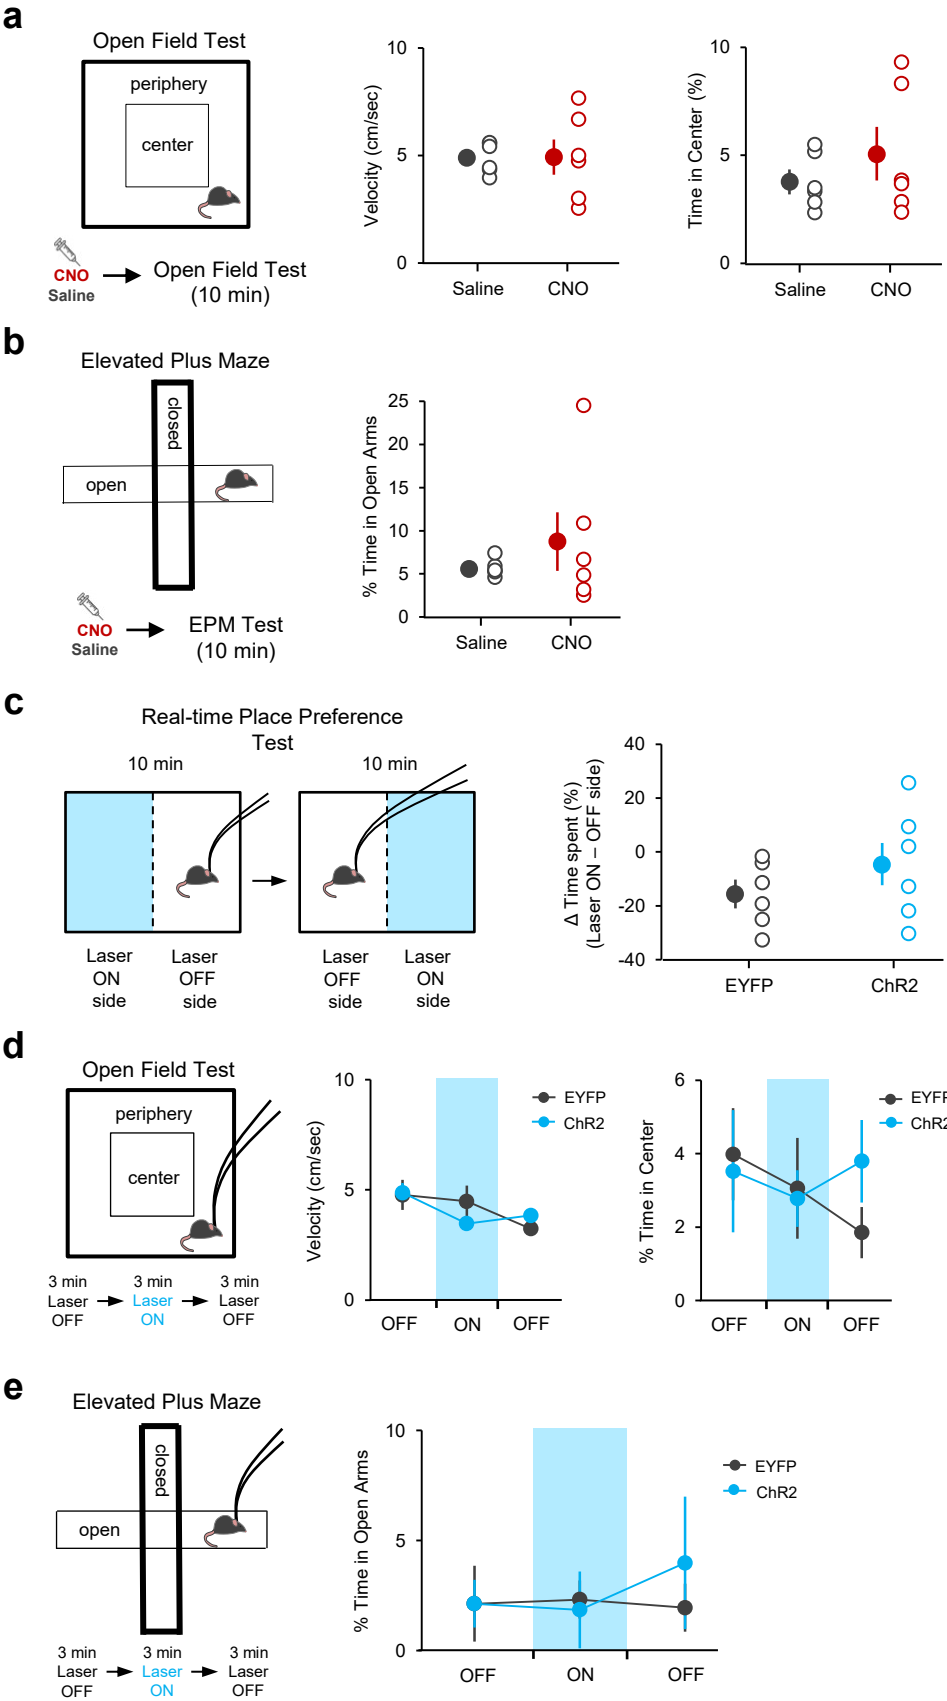 a
Open Field Test
periphery
center
CNO
Saline
Open Field Test
(10 min)
Velocity (cm/sec)
10
5
0
Saline
CNO
Time in Center (%)
10
5
0
Saline
CNO
b
Elevated Plus Maze
closed
open
CNO
Saline
EPM Test
(10 min)
% Time in Open Arms
25
20
15
10
5
0
Saline
CNO
c
Real-time Place Preference
Test
10 min
10 min
Laser
ON
side
Laser
OFF
side
Laser
OFF
side
Laser
ON
side
Δ Time spent (%)
(Laser ON – OFF side)
40
20
0
-20
-40
EYFP
ChR2
d
Open Field Test
periphery
center
3 min
Laser
OFF
3 min
Laser
ON
3 min
Laser
OFF
Velocity (cm/sec)
10
5
0
OFF
ON
OFF
EYFP
ChR2
% Time in Center
6
4
2
0
OFF
ON
OFF
EYFP
ChR2
e
Elevated Plus Maze
closed
open
3 min
Laser
OFF
3 min
Laser
ON
3 min
Laser
OFF
% Time in Open Arms
10
5
0
OFF
ON
OFF
EYFP
ChR2